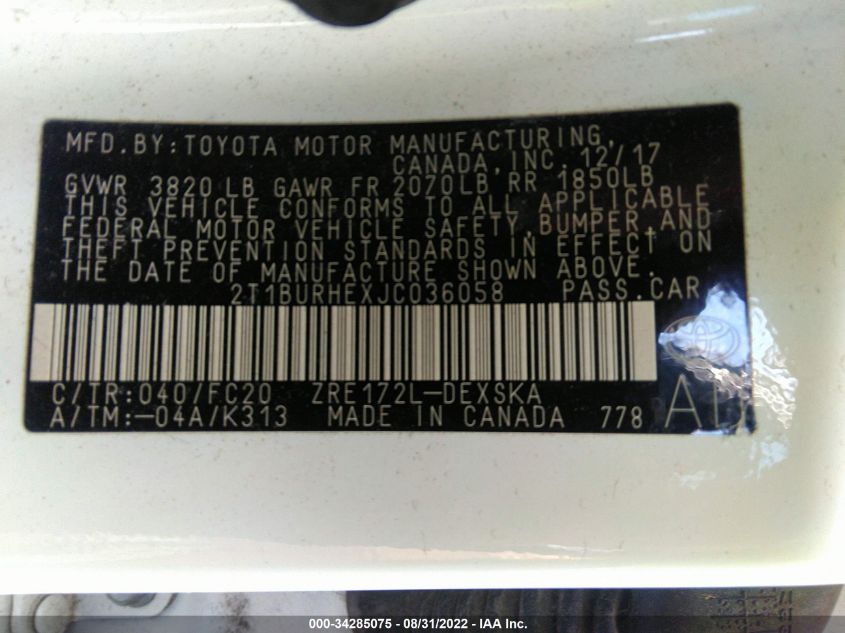 MFD.BY:TOYOTA MOTOR MANUFACTURING,
CANADA,INC. 12/17
GVWR 3820 LB GAWR FR 2070LB RR 1850LB
THIS VEHICLE CONFORMS TO ALL APPLICABLE
FEDERAL MOTOR VEHICLE SAFETY,BUMPER,AND
THEFT PREVENTION STANDARDS IN EFFECT ON
THE DATE OF MANUFACTURE SHOWN ABOVE.
2T1BURHEXJC036058 PASS.CAR
C/TR:040/FC20 ZRE172L-DEXSKA
A/TM:-04A/K313 MADE IN CANADA 778
000-34285075 - 08/31/2022 - IAA Inc.